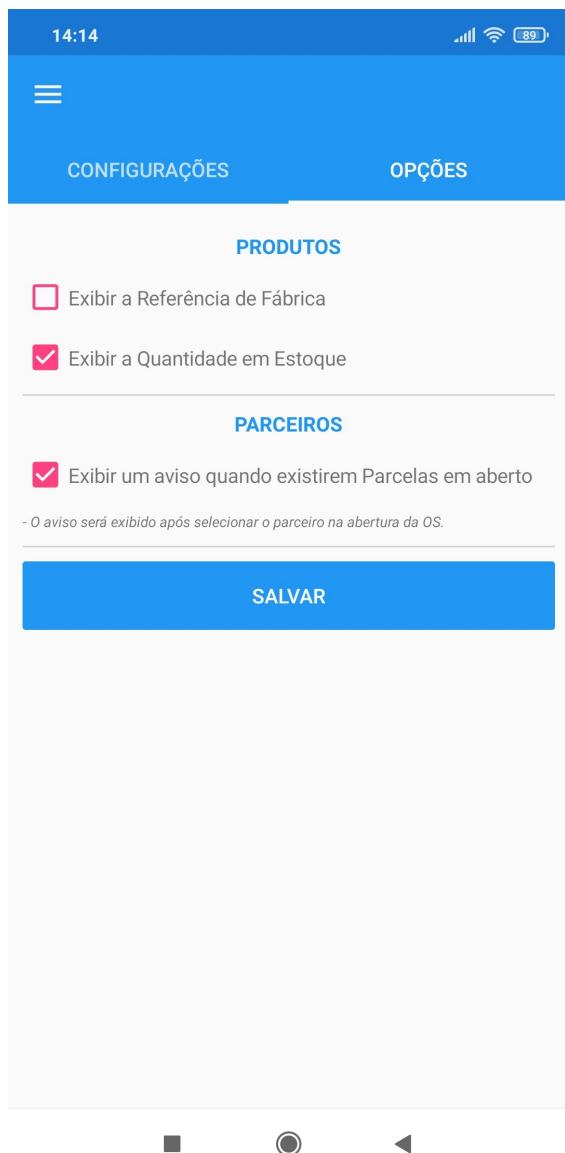 14:14
89
CONFIGURAÇÕES OPÇÕES
PRODUTOS
Exibir a Referência de Fábrica
Exibir a Quantidade em Estoque
PARCEIROS
Exibir um aviso quando existirem Parcelas em aberto
- O aviso será exibido após selecionar o parceiro na abertura da OS.
SALVAR